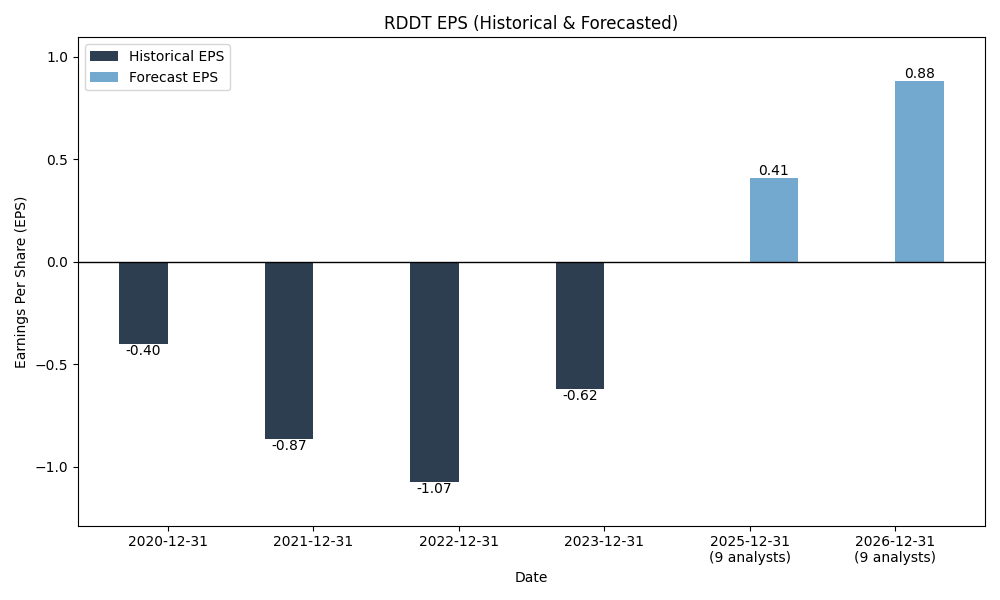 RDDT EPS (Historical & Forecasted)
Historical EPS
Forecast EPS
Earnings Per Share (EPS)
1.0
0.5
0.0
−0.5
−1.0
-0.40
-0.87
-1.07
-0.62
0.41
0.88
2020-12-31
2021-12-31
2022-12-31
2023-12-31
2025-12-31
(9 analysts)
2026-12-31
(9 analysts)
Date